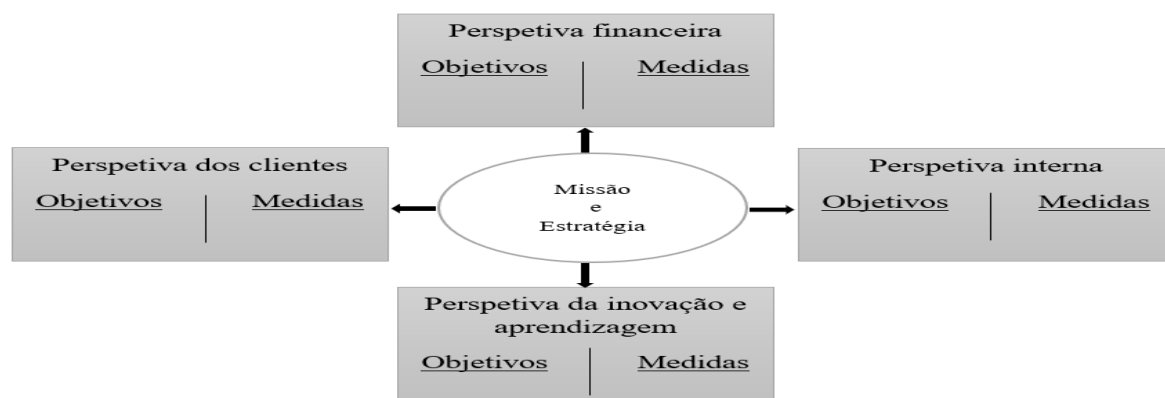 Perspetiva financeira
Objetivos Medidas
Perspetiva dos clientes
Objetivos Medidas
Missão
e
Estratégia
Perspetiva interna
Objetivos Medidas
Perspetiva da inovação e
aprendizagem
Objetivos Medidas